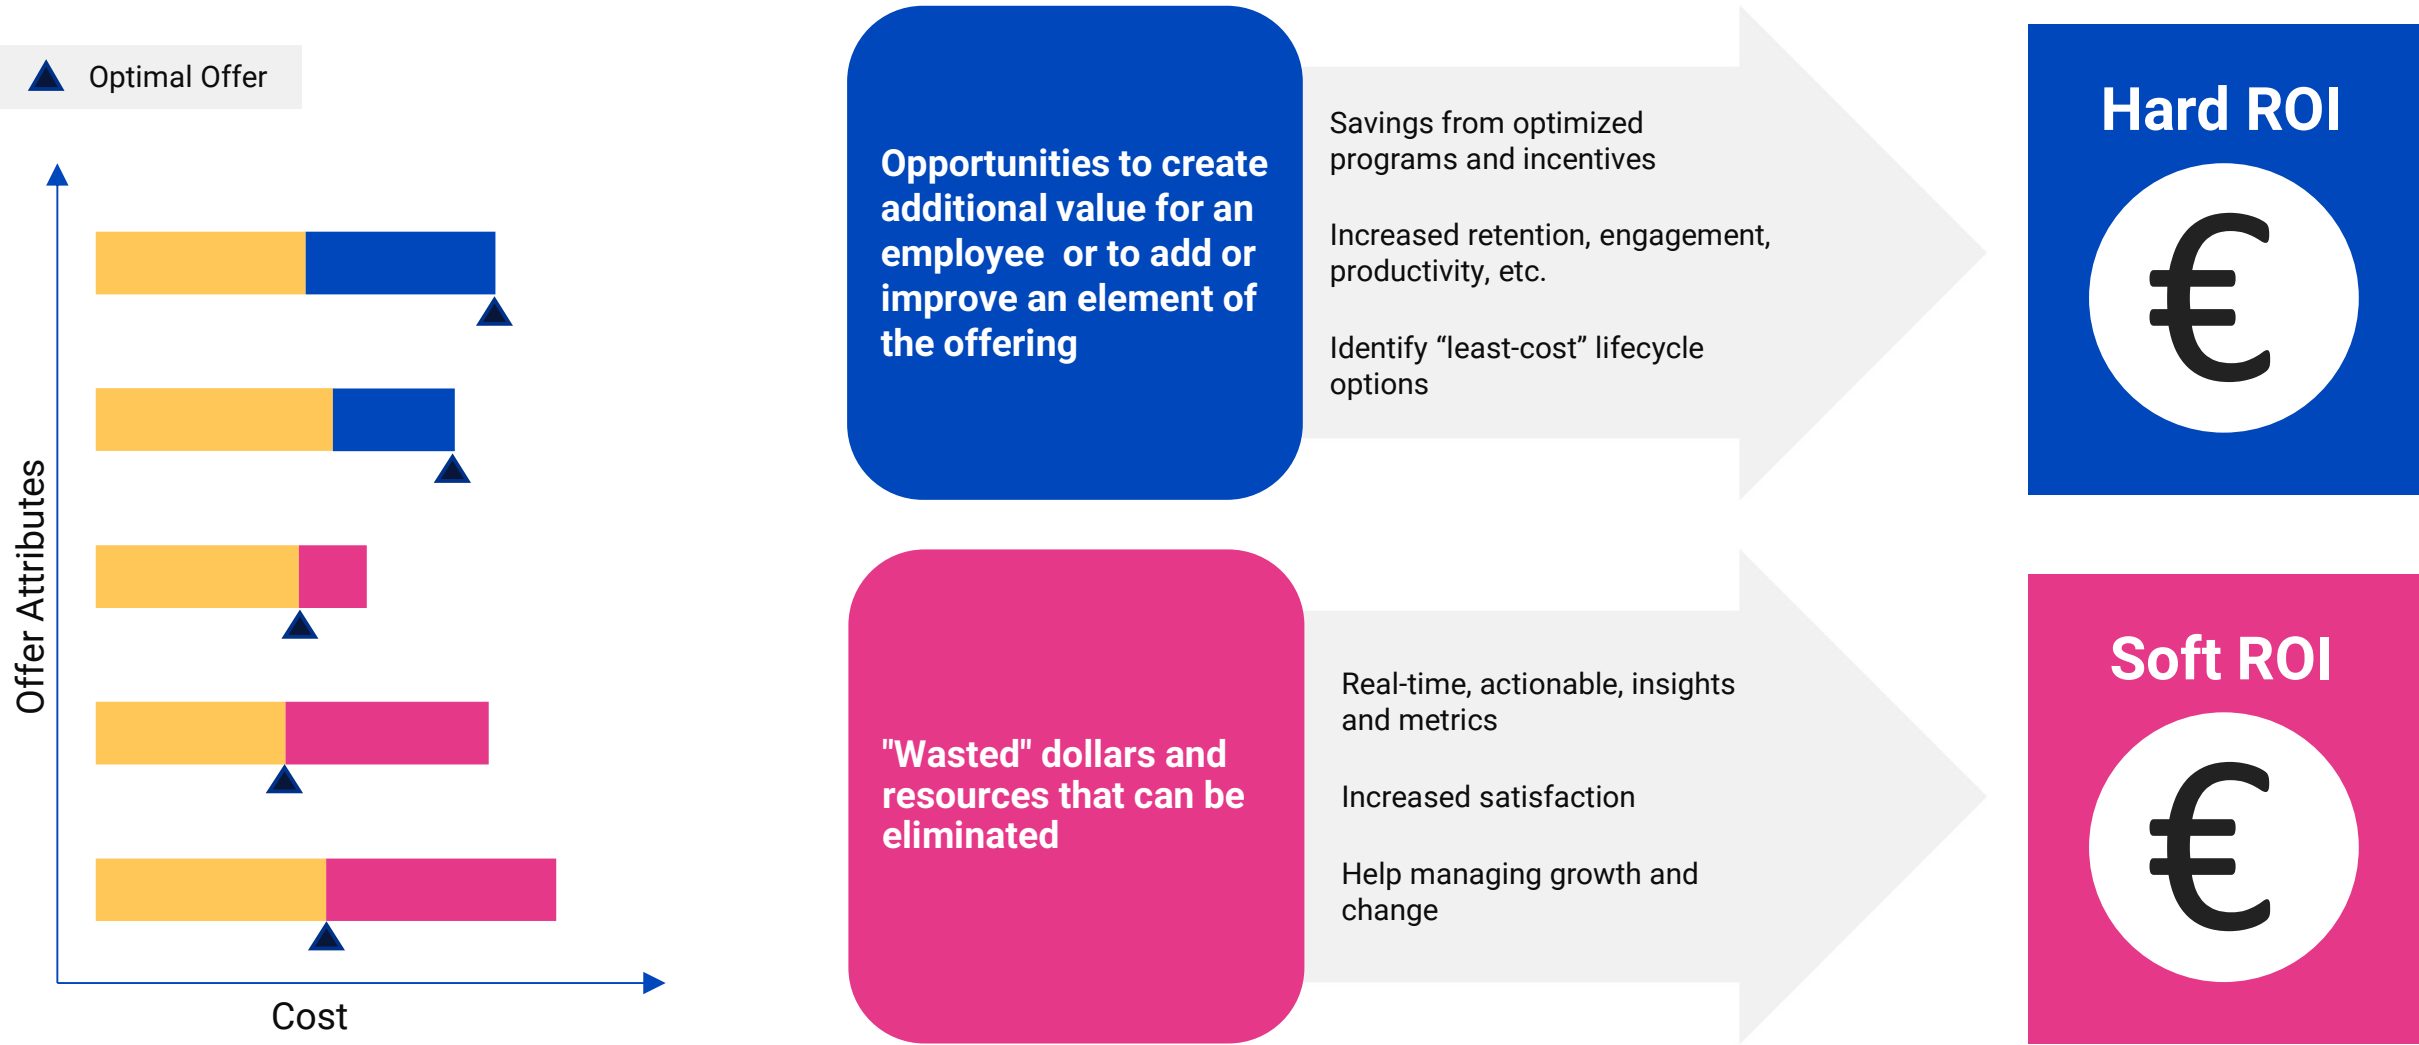 Optimal Offer
Offer Attributes
Cost
Opportunities to create
additional value for an
employee  or to add or
improve an element of
the offering
Savings from optimized
programs and incentives
Increased retention, engagement,
productivity, etc.
Identify “least-cost” lifecycle
options
Hard ROI
€
"Wasted" dollars and
resources that can be
eliminated
Real-time, actionable, insights
and metrics
Increased satisfaction
Help managing growth and
change
Soft ROI
€